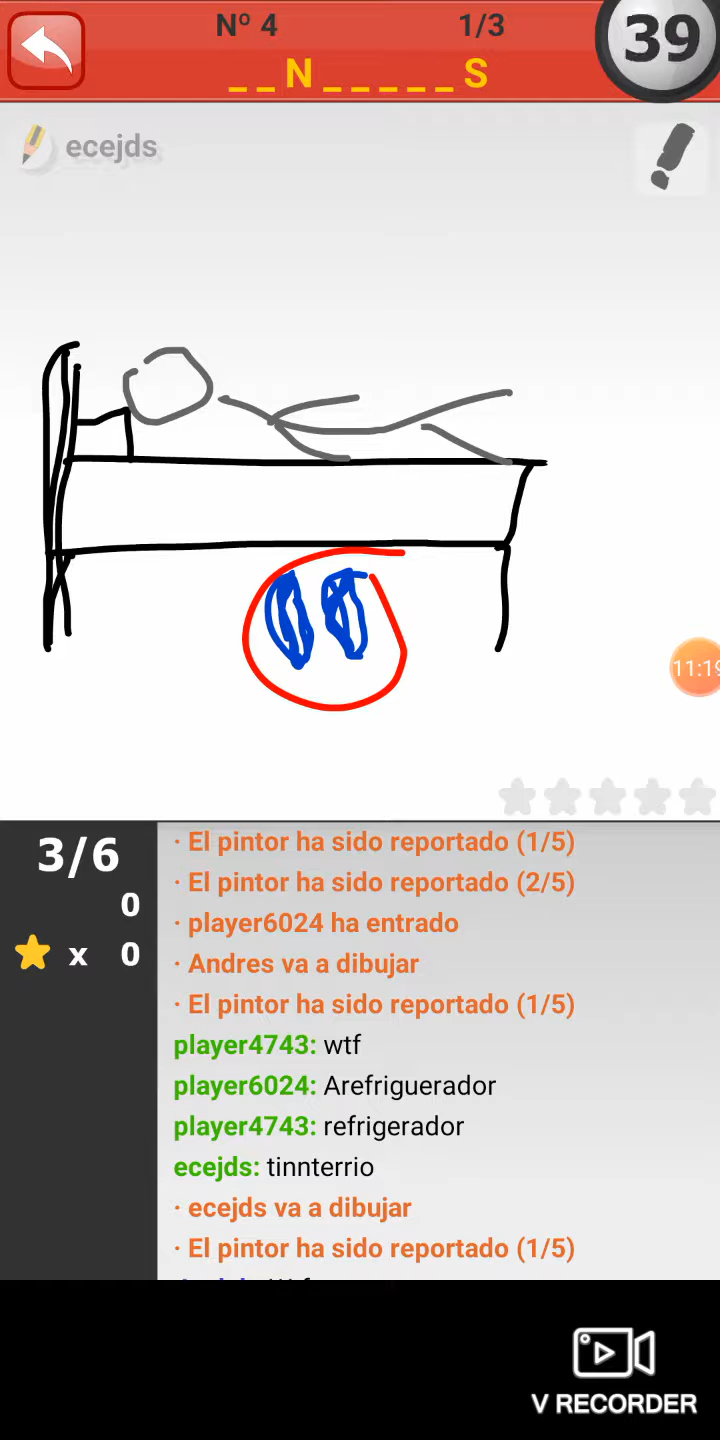 Nº 4 1/3 39
_ _ N _ _ _ _ _ S
ecejds
11:19
3/6
0
x 0
· El pintor ha sido reportado (1/5)
· El pintor ha sido reportado (2/5)
· player6024 ha entrado
· Andres va a dibujar
· El pintor ha sido reportado (1/5)
player4743: wtf
player6024: Arefriguerador
player4743: refrigerador
ecejds: tinnterrio
· ecejds va a dibujar
· El pintor ha sido reportado (1/5)
V RECORDER